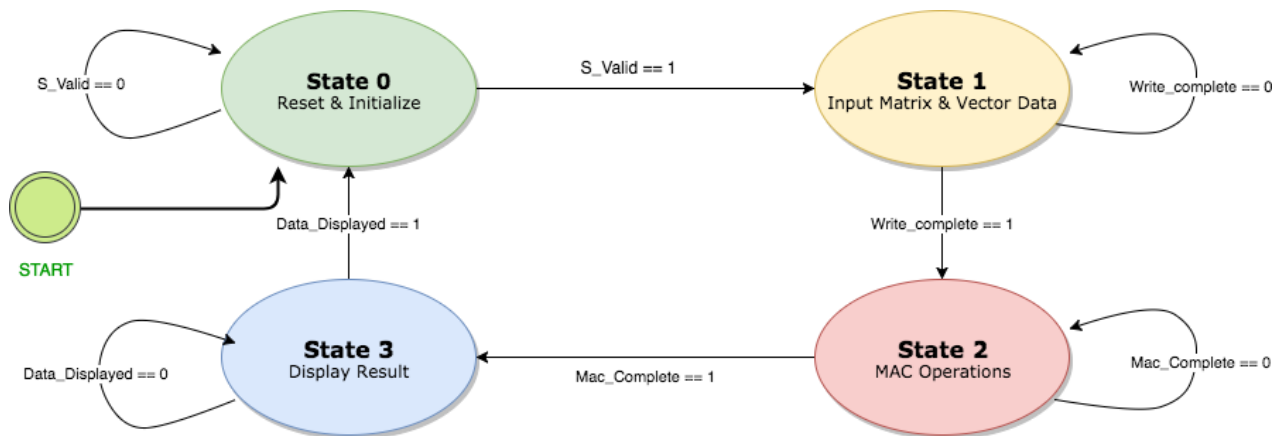 S_Valid == 0
State 0
Reset & Initialize
S_Valid == 1
State 1
Input Matrix & Vector Data
Write_complete == 0
START
Data_Displayed == 1
Write_complete == 1
Data_Displayed == 0
State 3
Display Result
Mac_Complete == 1
State 2
MAC Operations
Mac_Complete == 0